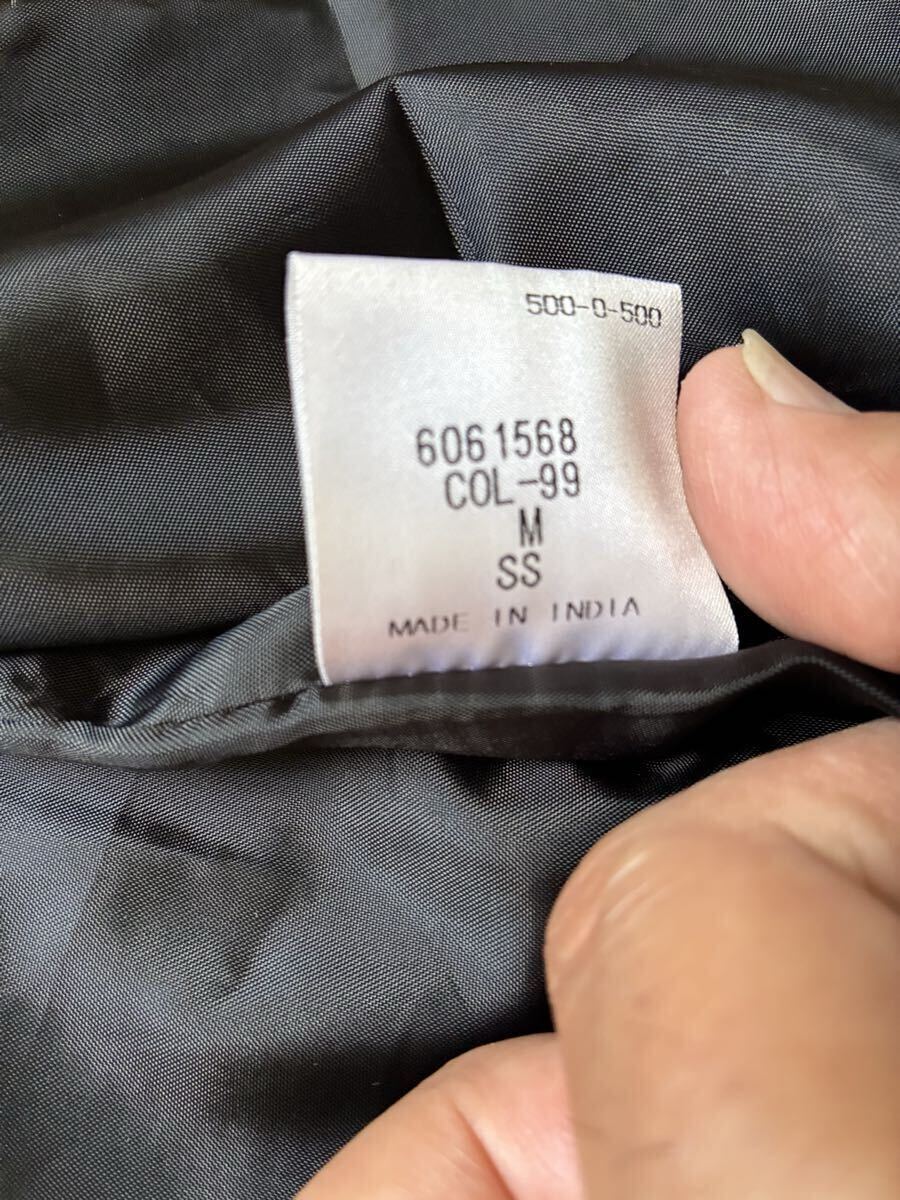 500-0-500
6061568
COL-99
M
SS
MADE IN INDIA